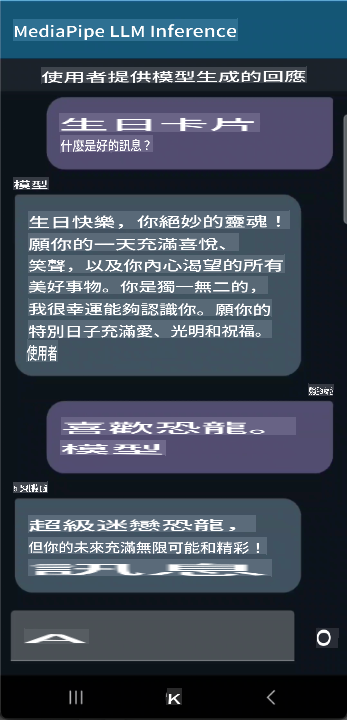 MediaPipe LLM Inference
使用者提供模型生成的回應
生日卡片
什麼是好的訊息？
模型
生日快樂，你絕妙的靈魂！
願你的一天充滿喜悅、
笑聲，以及你內心渴望的所有
美好事物。你是獨一無二的，
我很幸運能夠認識你。願你的
特別日子充滿愛、光明和祝福。
使用者
喜歡恐龍。
模型
超級迷戀恐龍，
但你的未來充滿無限可能和精彩！
訊息
A
O
K